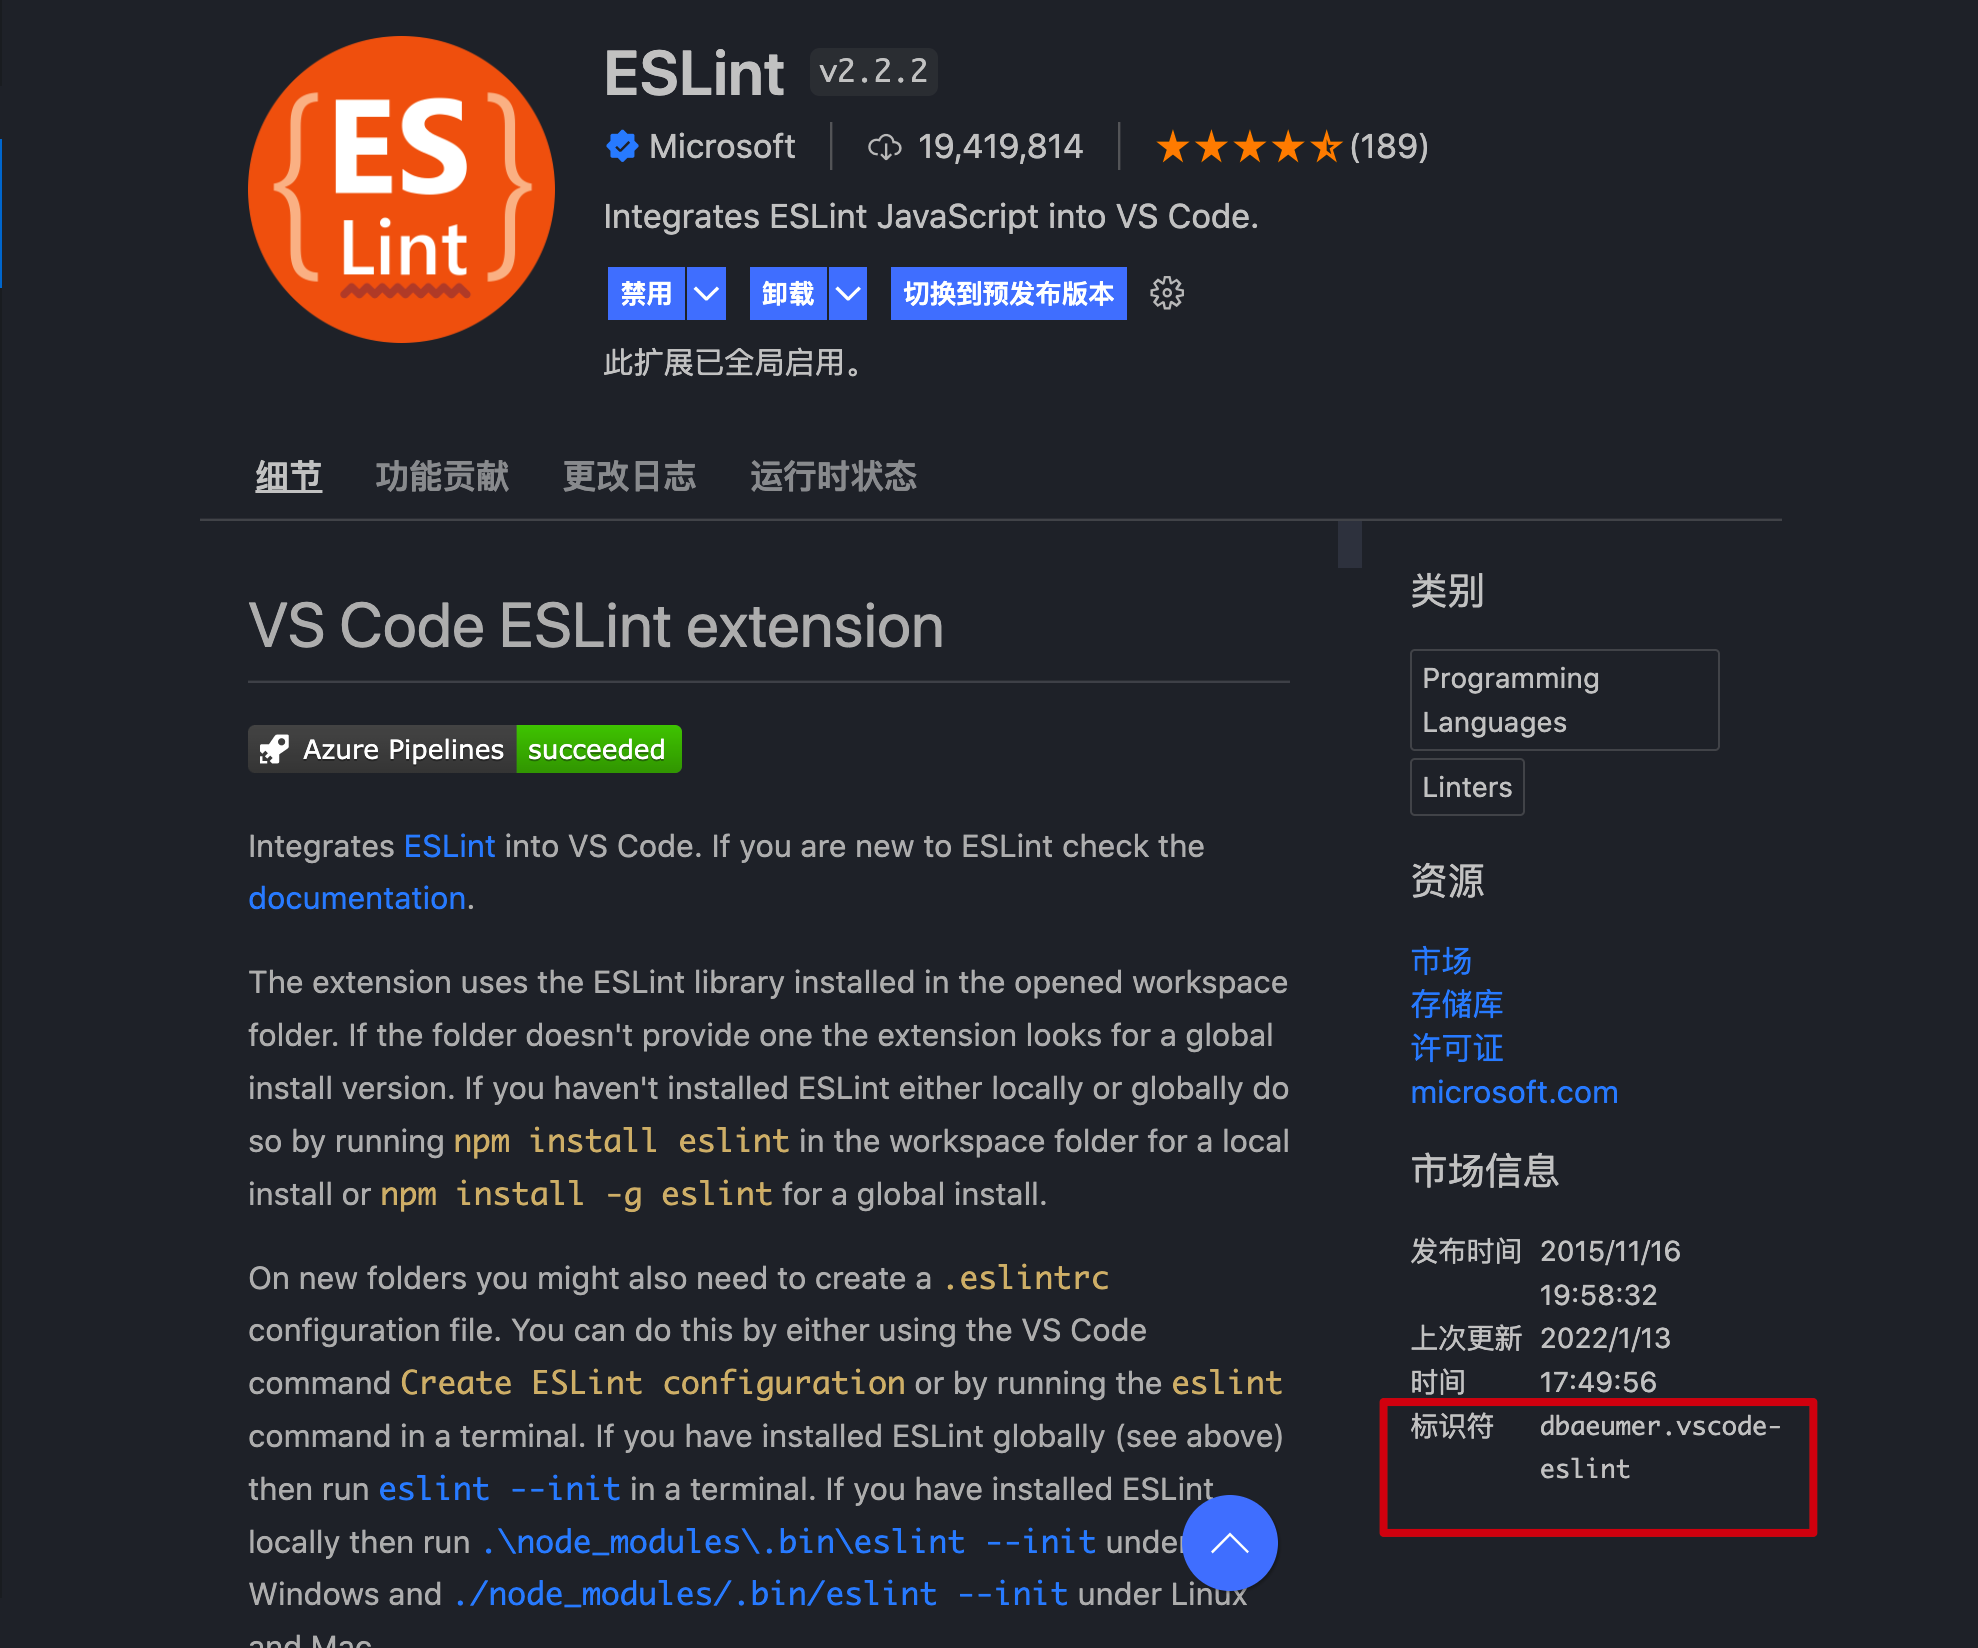 ES
Lint
ESLint v2.2.2
Microsoft 19,419,814 (189)
Integrates ESLint JavaScript into VS Code.
禁用 卸载 切换到预发布版本
此扩展已全局启用。
细节 功能贡献 更改日志 运行时状态
VS Code ESLint extension
Azure Pipelines succeeded
Integrates ESLint into VS Code. If you are new to ESLint check the
documentation.
The extension uses the ESLint library installed in the opened workspace
folder. If the folder doesn't provide one the extension looks for a global
install version. If you haven't installed ESLint either locally or globally do
so by running npm install eslint in the workspace folder for a local
install or npm install -g eslint for a global install.
On new folders you might also need to create a .eslintrc
configuration file. You can do this by either using the VS Code
command Create ESLint configuration or by running the eslint
command in a terminal. If you have installed ESLint globally (see above)
then run eslint --init in a terminal. If you have installed ESLint
locally then run .\node_modules\.bin\eslint --init under
Windows and ./node_modules/.bin/eslint --init under Linux
and Mac.
类别
Programming
Languages
Linters
资源
市场
存储库
许可证
microsoft.com
市场信息
发布时间 2015/11/16
19:58:32
上次更新 2022/1/13
时间 17:49:56
标识符 dbaeumer.vscode-
eslint